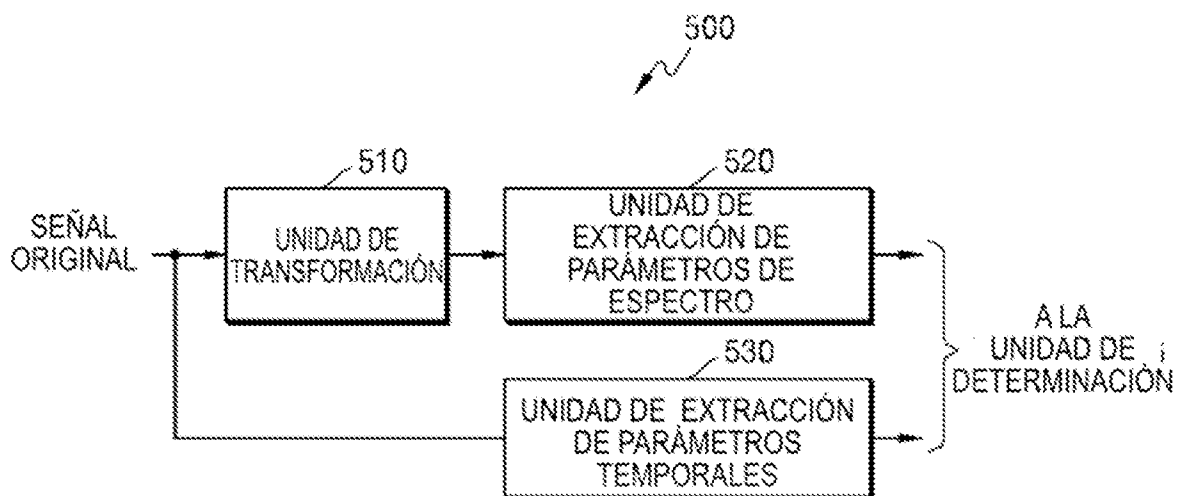 500
510
520
SEÑAL
ORIGINAL
UNIDAD DE
TRANSFORMACIÓN
UNIDAD DE
EXTRACCIÓN DE
PARÁMETROS DE
ESPECTRO
530
UNIDAD DE EXTRACCIÓN
DE PARÁMETROS
TEMPORALES
A LA
UNIDAD DE
DETERMINACIÓN